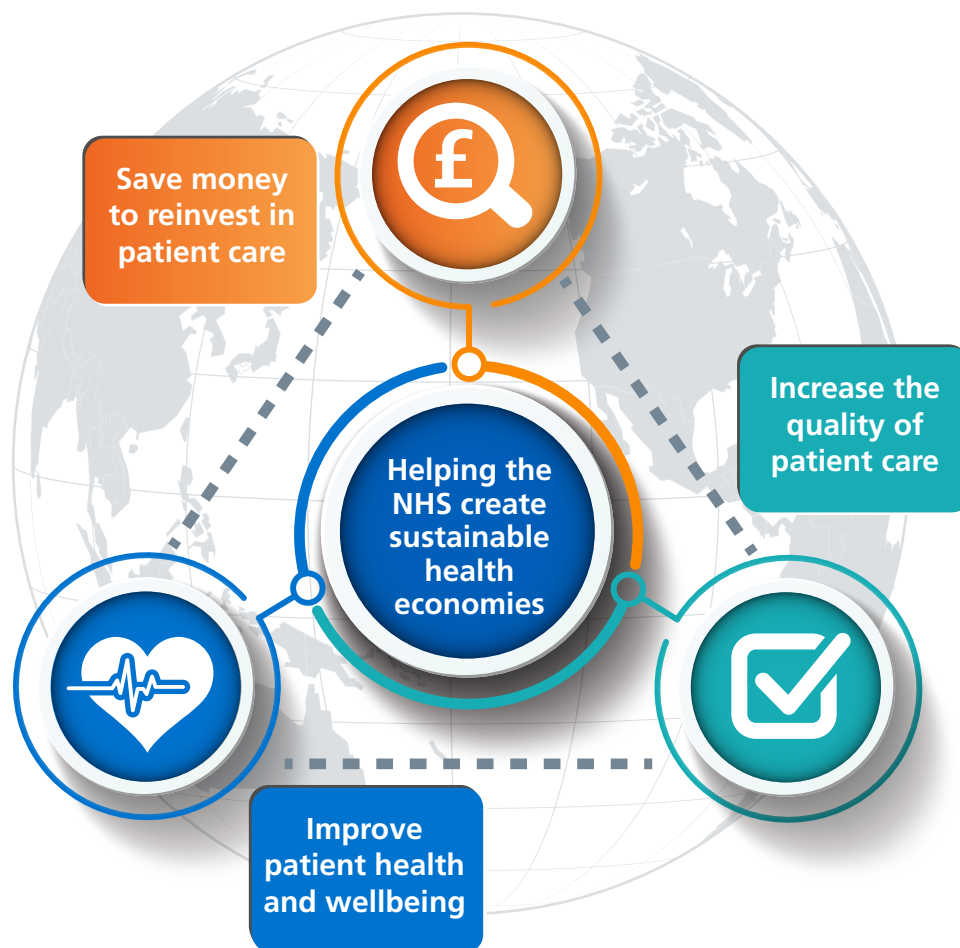 £
Save money
to reinvest in
patient care
Increase the
quality of
patient care
Helping the
NHS create
sustainable
health
economies
Improve
patient health
and wellbeing